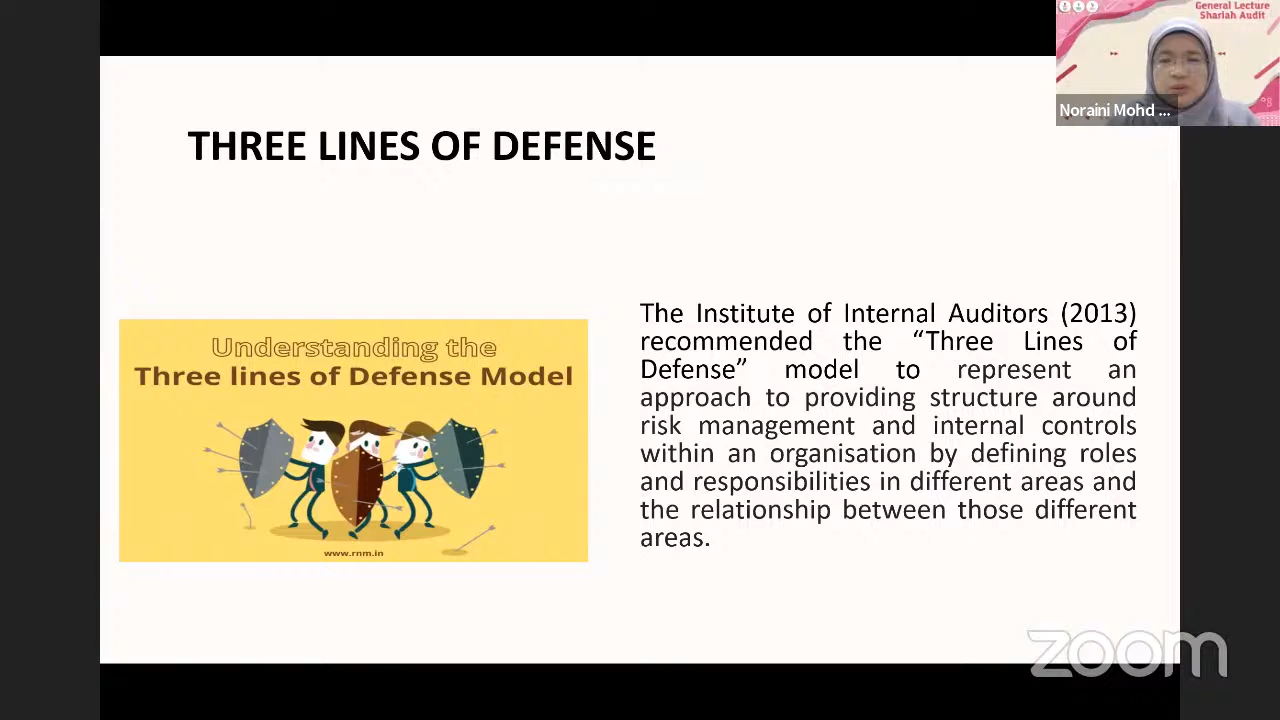 General Lecture
Shariah Audit
Noraini Mohd ...
THREE LINES OF DEFENSE
Understanding the
Three lines of Defense Model
www.rnm.in
The Institute of Internal Auditors (2013)
recommended the “Three Lines of
Defense” model to represent an
approach to providing structure around
risk management and internal controls
within an organisation by defining roles
and responsibilities in different areas and
the relationship between those different
areas.
zoom